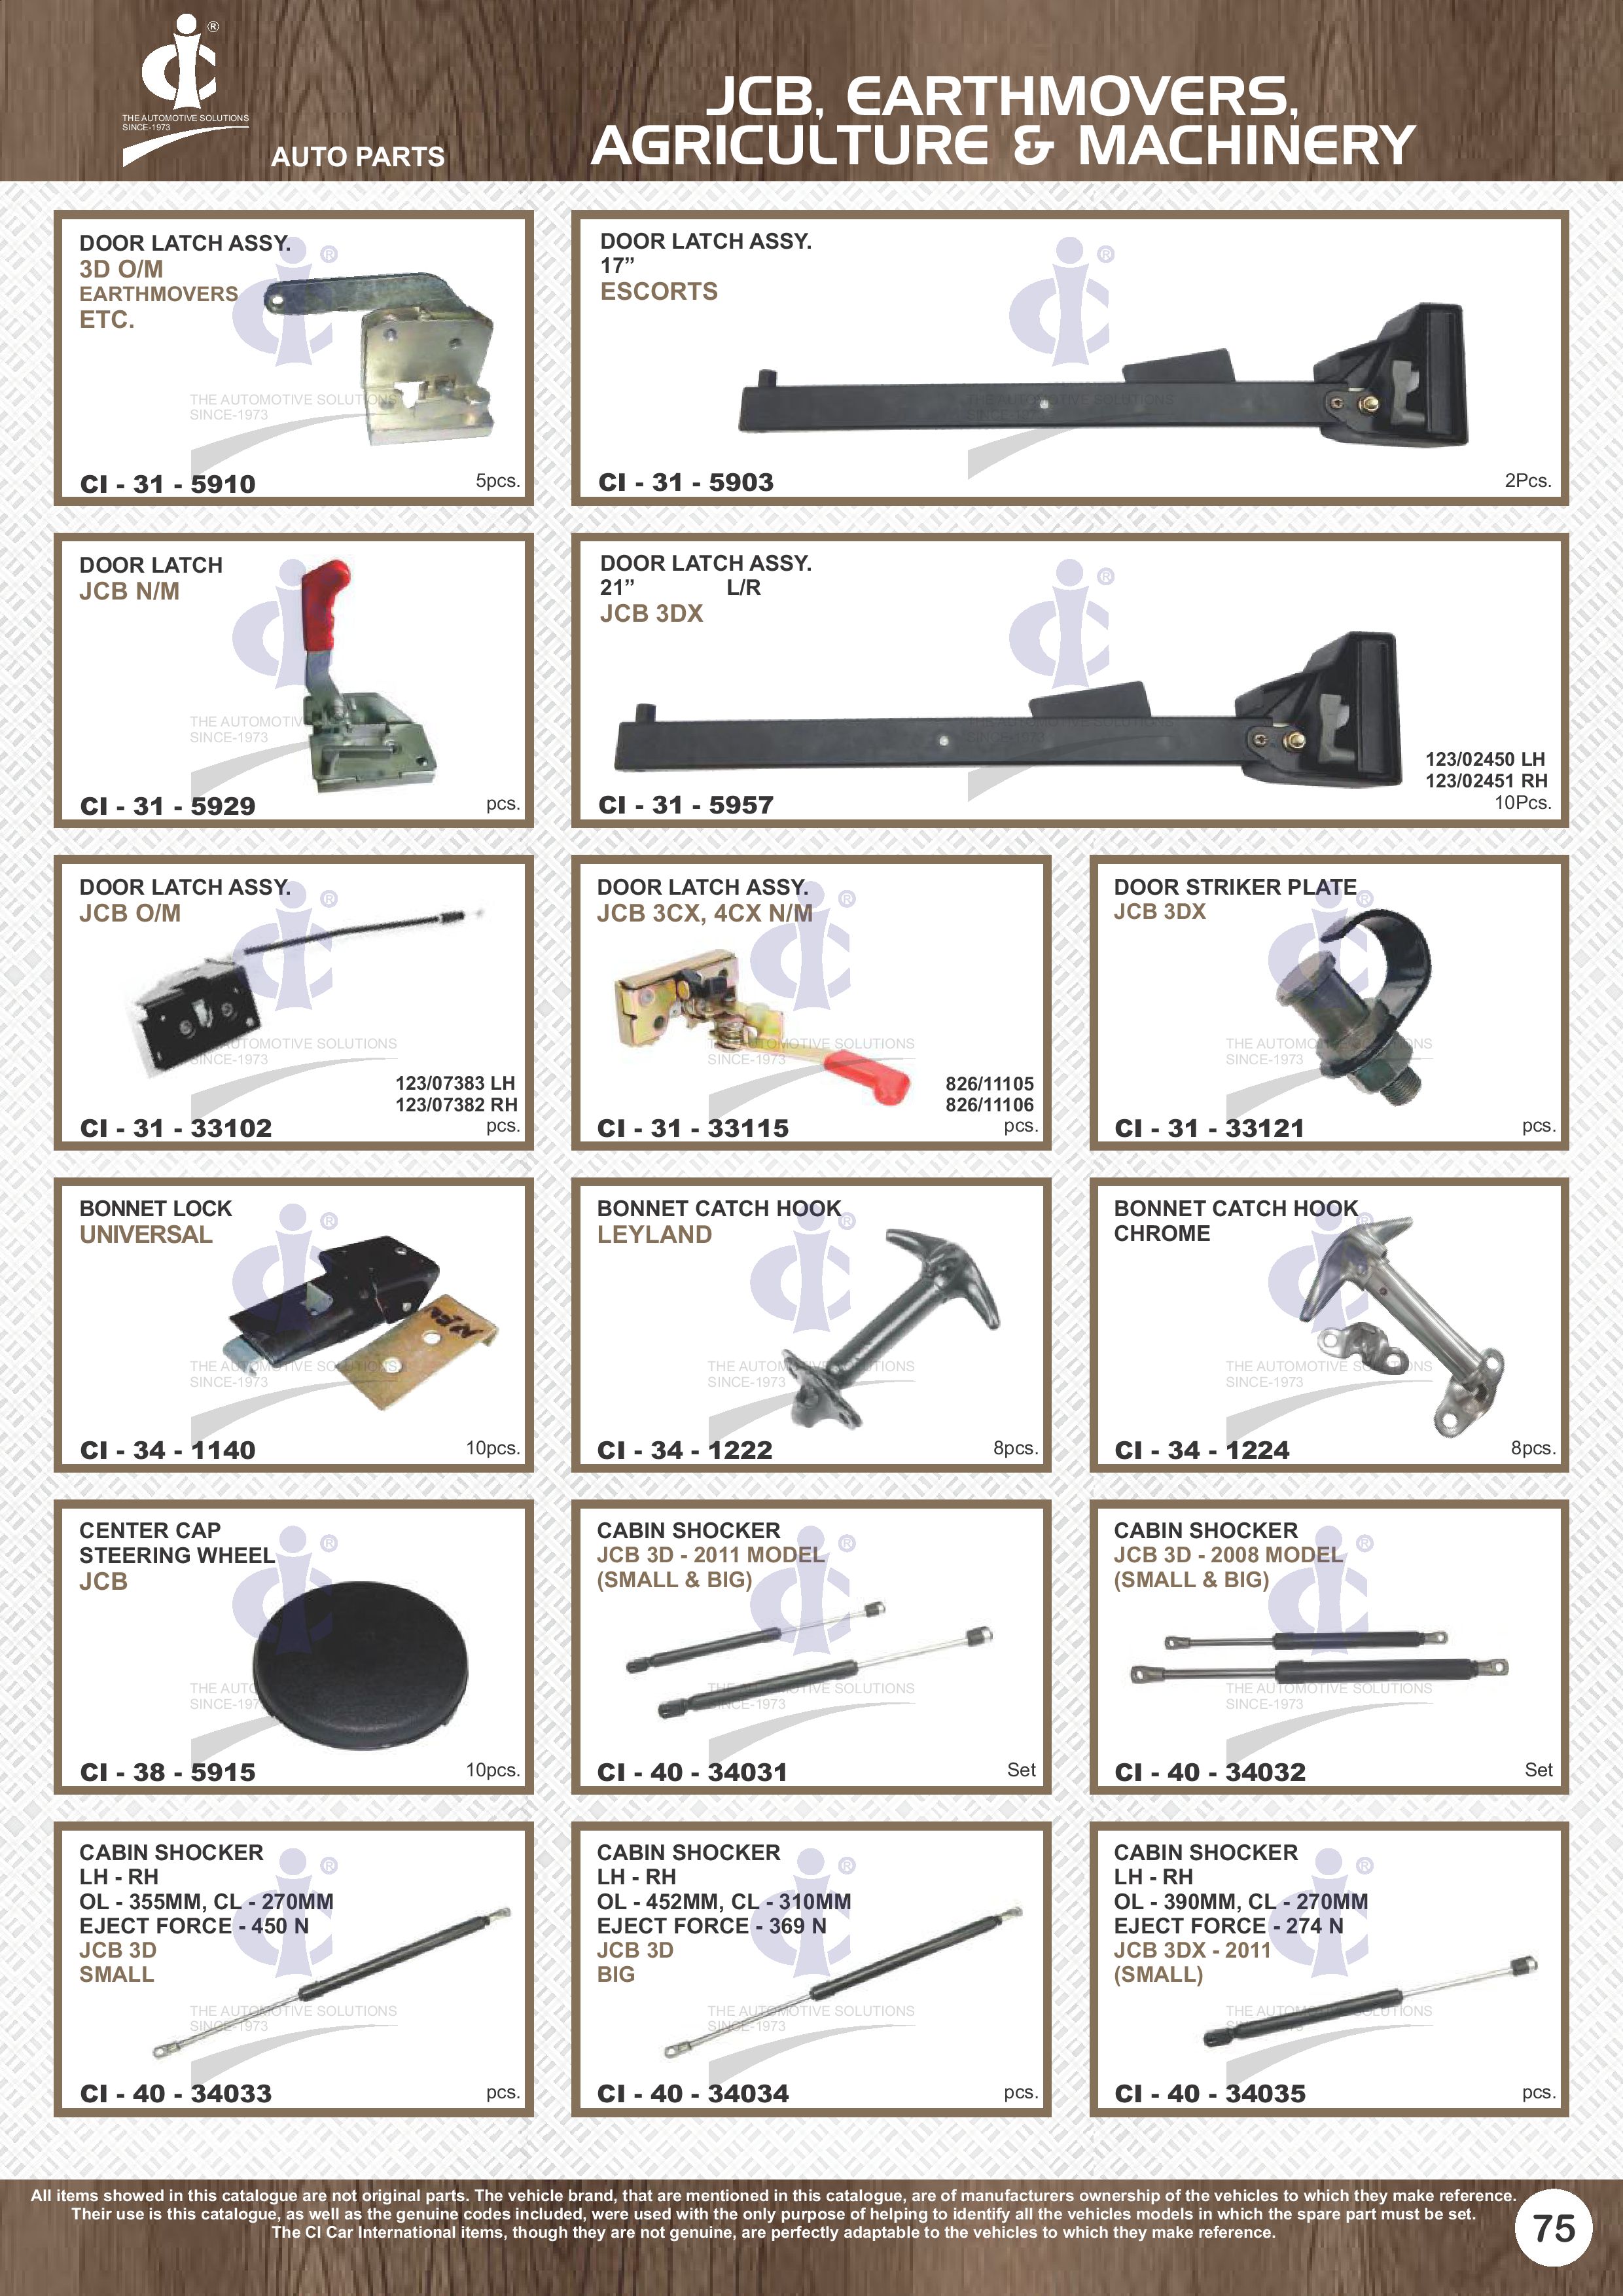 ®
THE AUTOMOTIVE SOLUTIONS
SINCE-1973
AUTO PARTS
JCB, EARTHMOVERS,
AGRICULTURE & MACHINERY
DOOR LATCH ASSY.
3D O/M
EARTHMOVERS
ETC.
CI - 31 - 5910
5pcs.
DOOR LATCH ASSY.
17”
ESCORTS
CI - 31 - 5903
2Pcs.
DOOR LATCH
JCB N/M
CI - 31 - 5929
pcs.
DOOR LATCH ASSY.
21” L/R
JCB 3DX
123/02450 LH
123/02451 RH
CI - 31 - 5957
10Pcs.
DOOR LATCH ASSY.
JCB O/M
123/07383 LH
123/07382 RH
CI - 31 - 33102
pcs.
DOOR LATCH ASSY.
JCB 3CX, 4CX N/M
826/11105
826/11106
CI - 31 - 33115
pcs.
DOOR STRIKER PLATE
JCB 3DX
CI - 31 - 33121
pcs.
BONNET LOCK
UNIVERSAL
CI - 34 - 1140
10pcs.
BONNET CATCH HOOK
LEYLAND
CI - 34 - 1222
8pcs.
BONNET CATCH HOOK
CHROME
CI - 34 - 1224
8pcs.
CENTER CAP
STEERING WHEEL
JCB
CI - 38 - 5915
10pcs.
CABIN SHOCKER
JCB 3D - 2011 MODEL
(SMALL & BIG)
CI - 40 - 34031
Set
CABIN SHOCKER
JCB 3D - 2008 MODEL
(SMALL & BIG)
CI - 40 - 34032
Set
CABIN SHOCKER
LH - RH
OL - 355MM, CL - 270MM
EJECT FORCE - 450 N
JCB 3D
SMALL
CI - 40 - 34033
pcs.
CABIN SHOCKER
LH - RH
OL - 452MM, CL - 310MM
EJECT FORCE - 369 N
JCB 3D
BIG
CI - 40 - 34034
pcs.
CABIN SHOCKER
LH - RH
OL - 390MM, CL - 270MM
EJECT FORCE - 274 N
JCB 3DX - 2011
(SMALL)
CI - 40 - 34035
pcs.
All items showed in this catalogue are not original parts. The vehicle brand, that are mentioned in this catalogue, are of manufacturers ownership of the vehicles to which they make reference.
Their use is this catalogue, as well as the genuine codes included, were used with the only purpose of helping to identify all the vehicles models in which the spare part must be set.
The CI Car International items, though they are not genuine, are perfectly adaptable to the vehicles to which they make reference.
75